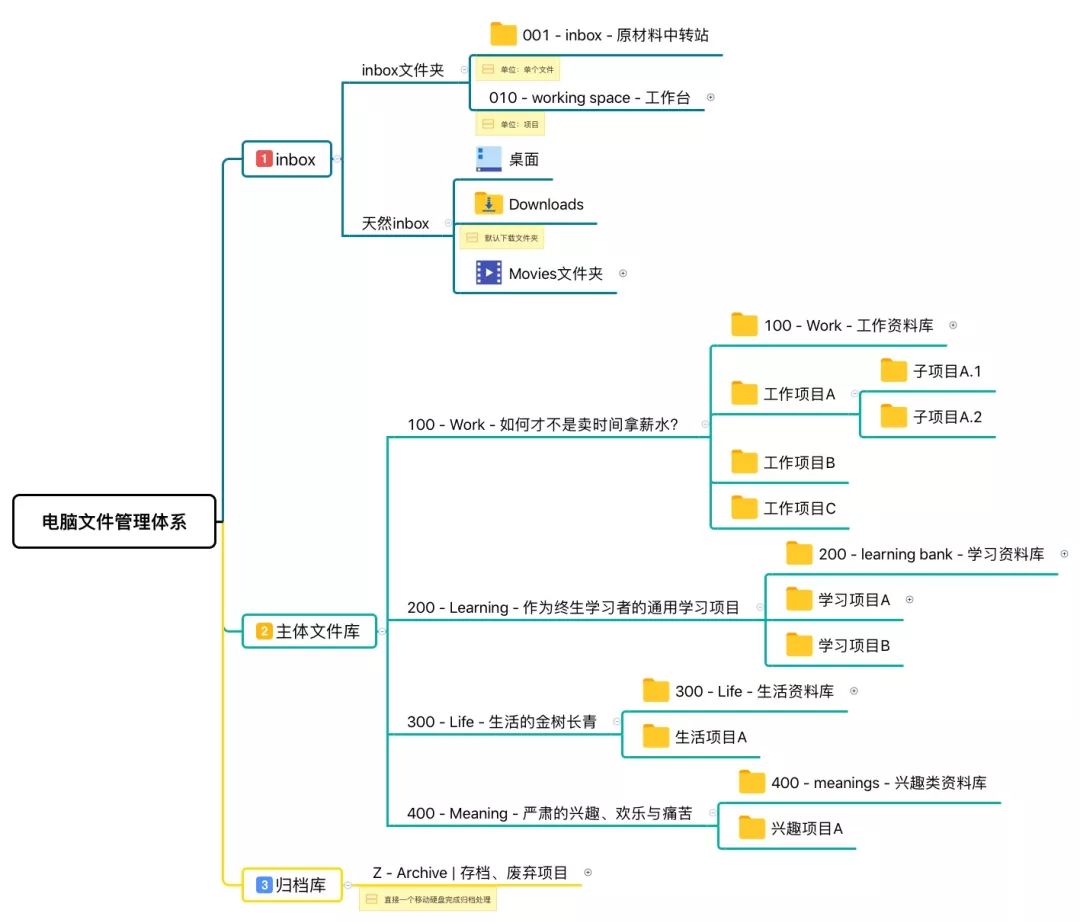 电脑文件管理体系
1 inbox
inbox文件夹
001 - inbox - 原材料中转站
单位：单个文件
010 - working space - 工作台
单位：项目
天然inbox
桌面
Downloads
默认下载文件夹
Movies文件夹
2 主体文件库
100 - Work - 如何才不是卖时间拿薪水?
100 - Work - 工作资料库
工作项目A
子项目A.1
子项目A.2
工作项目B
工作项目C
200 - Learning - 作为终生学习者的通用学习项目
200 - learning bank - 学习资料库
学习项目A
学习项目B
300 - Life - 生活的金树长青
300 - Life - 生活资料库
生活项目A
400 - Meaning - 严肃的兴趣、欢乐与痛苦
400 - meanings - 兴趣类资料库
兴趣项目A
3 归档库
Z - Archive | 存档、废弃项目
直接一个移动硬盘完成归档处理